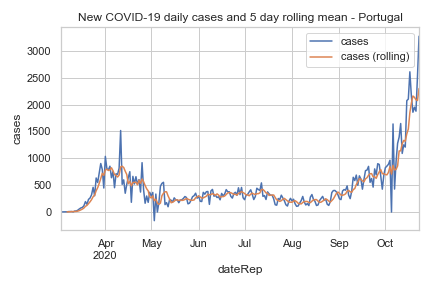 New COVID-19 daily cases and 5 day rolling mean - Portugal
cases
cases (rolling)
3000
2500
2000
1500
1000
500
0
cases
Apr
2020
May
Jun
Jul
Aug
Sep
Oct
dateRep